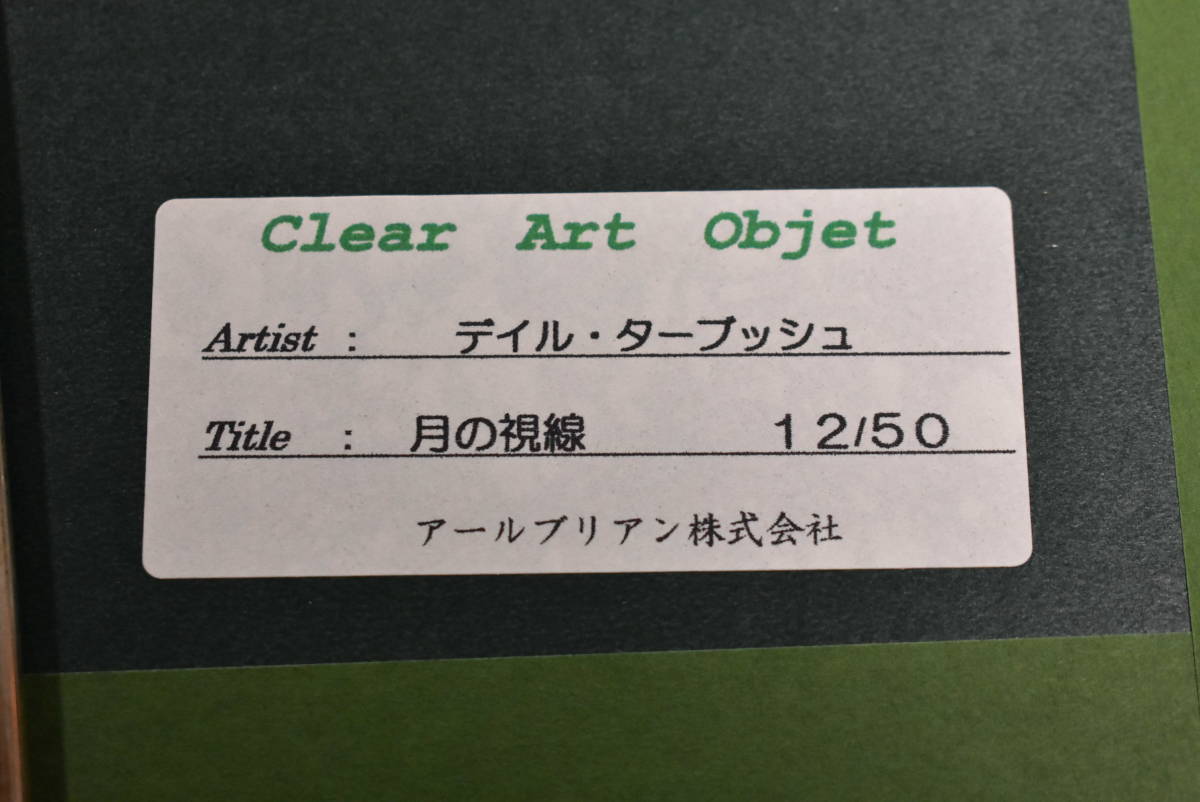 Clear Art Objet
Artist : デイル・ターブッシュ
Title : 月の視線 12/50
アールブリアン株式会社